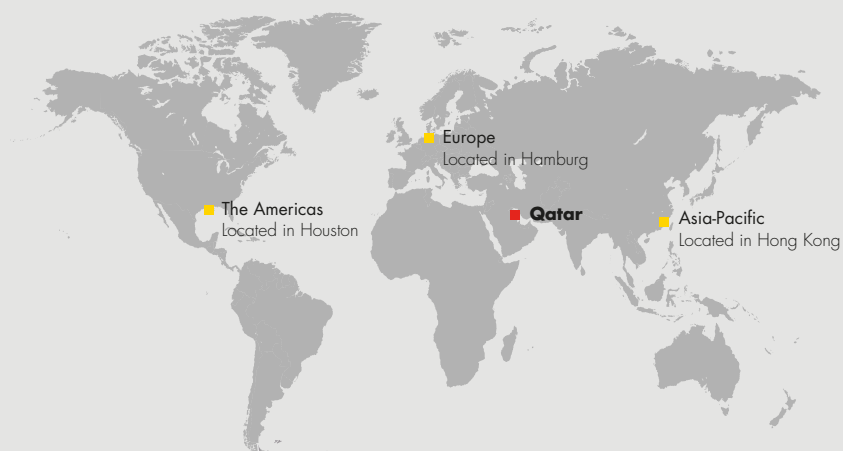 Europe
Located in Hamburg
The Americas
Located in Houston
Qatar
Asia-Pacific
Located in Hong Kong